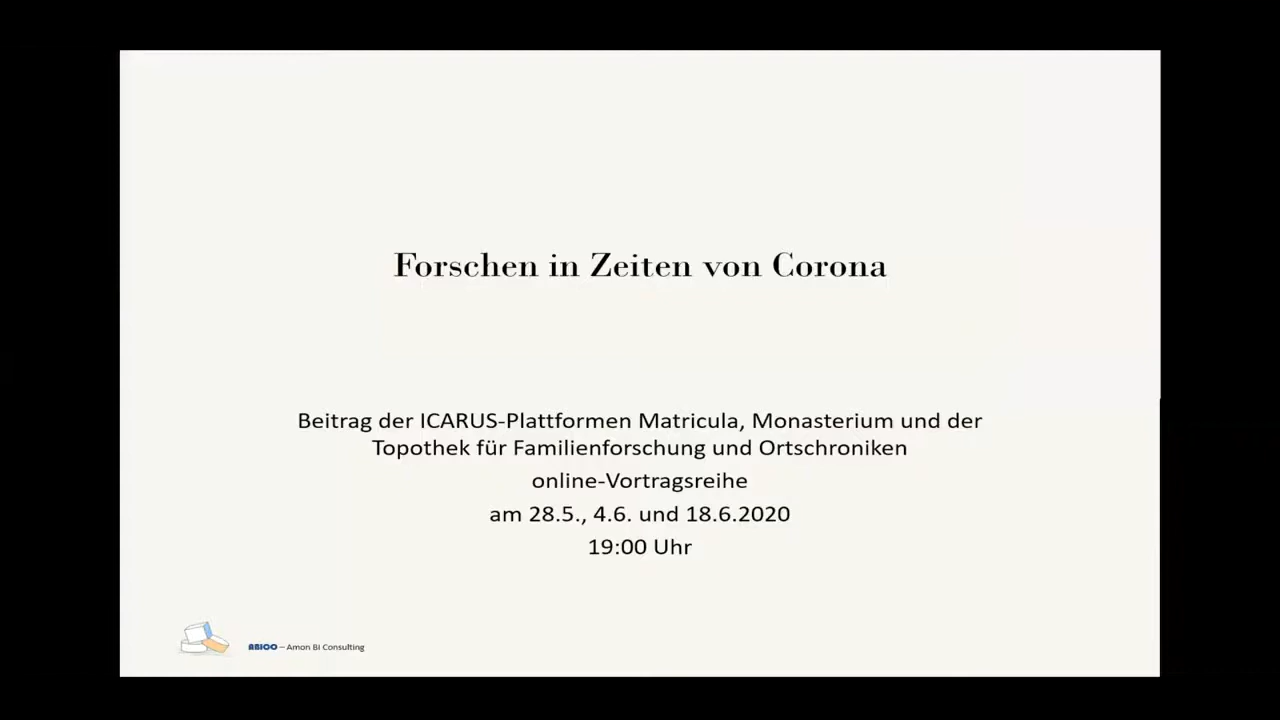 Forschen in Zeiten von Corona
Beitrag der ICARUS-Plattformen Matricula, Monasterium und der
Topothek für Familienforschung und Ortschroniken
online-Vortragsreihe
am 28.5., 4.6. und 18.6.2020
19:00 Uhr
ABICO – Amon BI Consulting